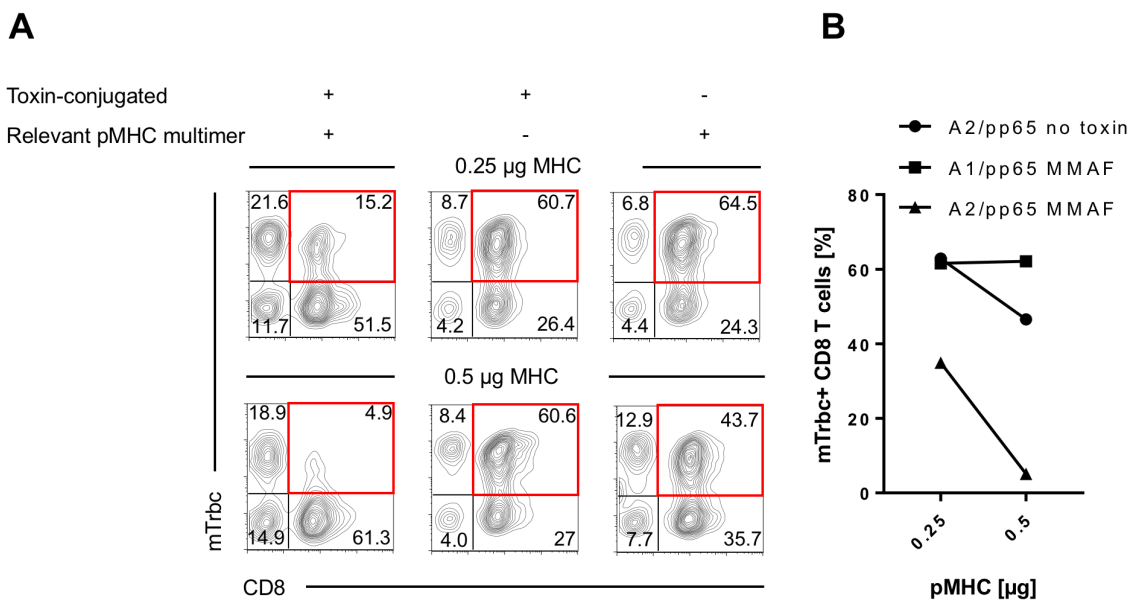 A
B
Toxin-conjugated + + -
Relevant pMHC multimer + - +
0.25 µg MHC
21.6 15.2 8.7 60.7 6.8 64.5
11.7 51.5 4.2 26.4 4.4 24.3
0.5 µg MHC
18.9 4.9 8.4 60.6 12.9 43.7
14.9 61.3 4.0 27 7.7 35.7
mTrbc
CD8
A2/pp65 no toxin
A1/pp65 MMAF
A2/pp65 MMAF
mTrbc+ CD8 T cells [%]
80
60
40
20
0
0.25 0.5
pMHC [µg]